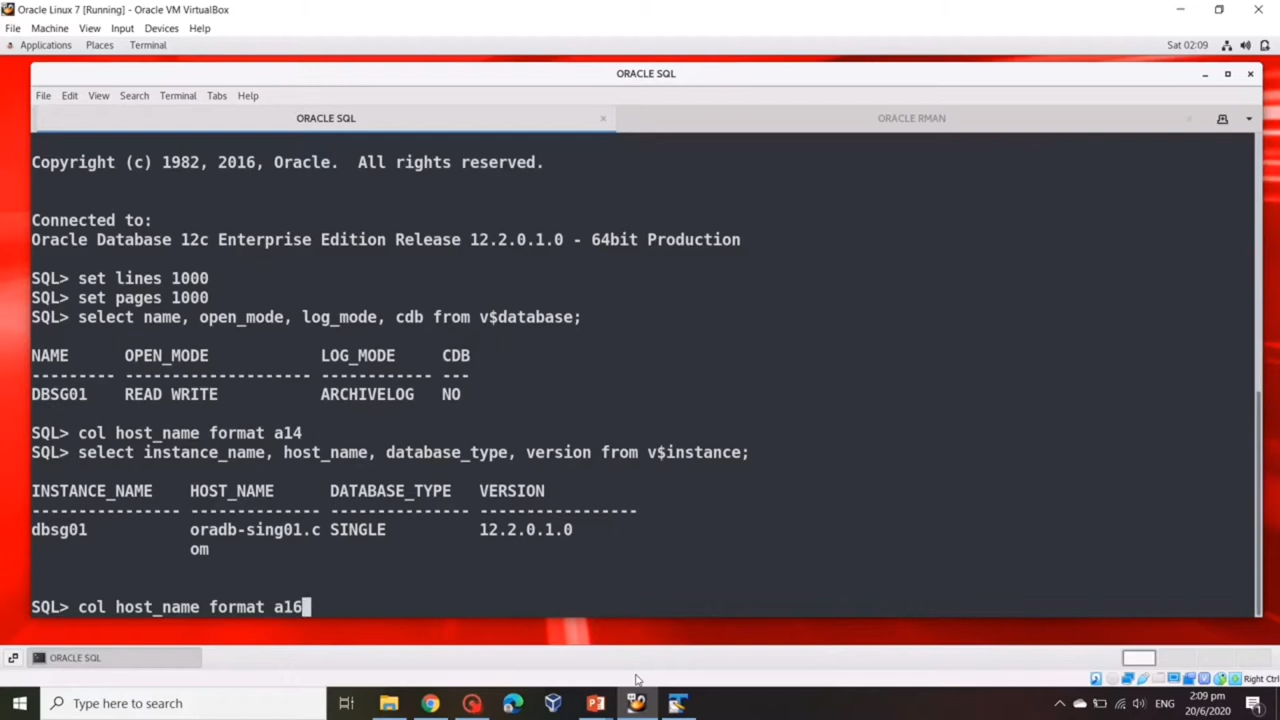 Oracle Linux 7 [Running] - Oracle VM VirtualBox
File Machine View Input Devices Help
Applications Places Terminal Sat 02:09
ORACLE SQL
File Edit View Search Terminal Tabs Help
ORACLE SQL ORACLE RMAN
Copyright (c) 1982, 2016, Oracle.  All rights reserved.
Connected to:
Oracle Database 12c Enterprise Edition Release 12.2.0.1.0 - 64bit Production
SQL> set lines 1000
SQL> set pages 1000
SQL> select name, open_mode, log_mode, cdb from v$database;
NAME      OPEN_MODE            LOG_MODE     CDB
--------- -------------------- ------------ ---
DBSG01    READ WRITE           ARCHIVELOG   NO
SQL> col host_name format a14
SQL> select instance_name, host_name, database_type, version from v$instance;
INSTANCE_NAME    HOST_NAME      DATABASE_TYPE   VERSION
---------------- -------------- --------------- -----------------
dbsg01           oradb-sing01.c SINGLE          12.2.0.1.0
om
SQL> col host_name format a16
ORACLE SQL
Right Ctrl
Type here to search
ENG
2:09 pm
20/6/2020
1